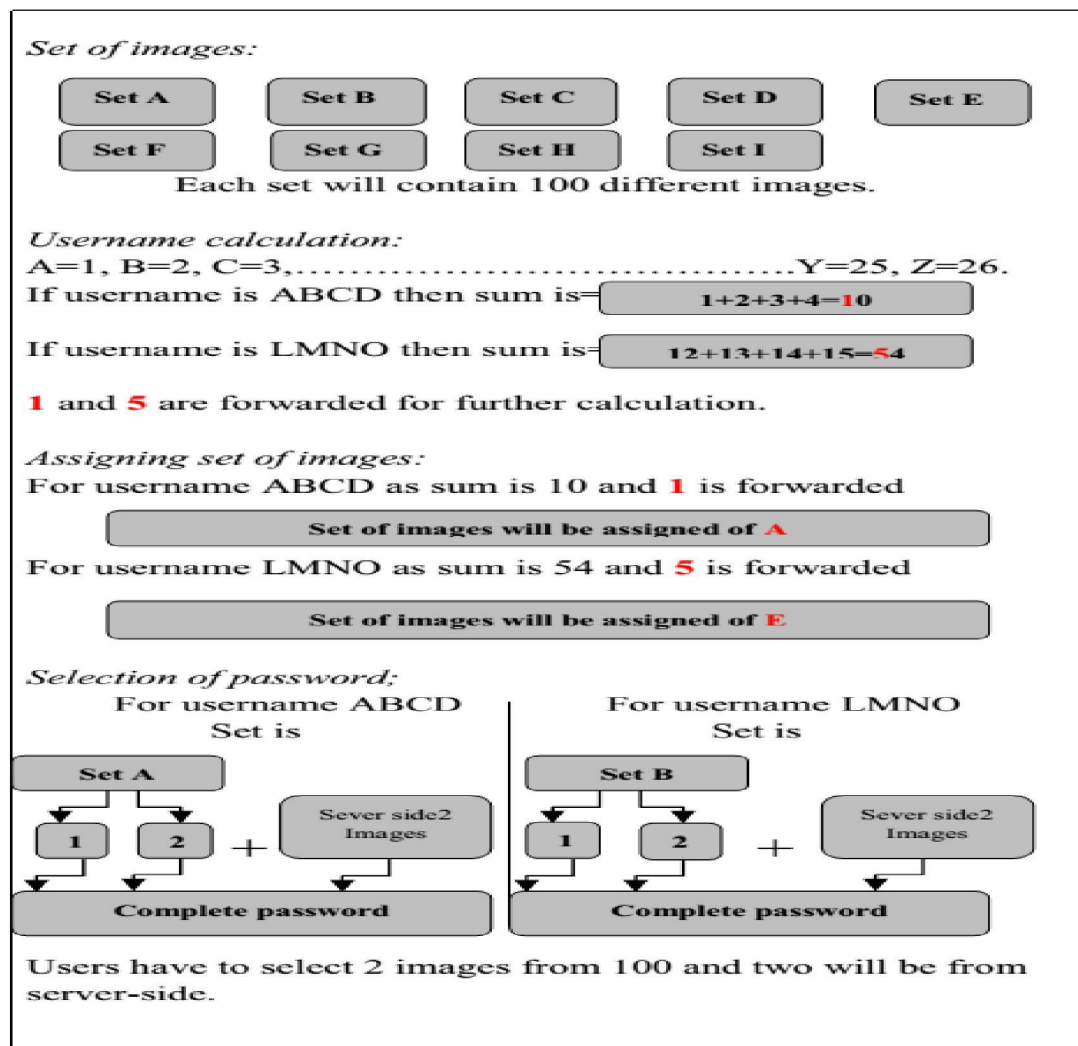 Set of images:
Set A Set B Set C Set D Set E
Set F Set G Set H Set I
Each set will contain 100 different images.
Username calculation:
A=1, B=2, C=3,....................................Y=25, Z=26.
If username is ABCD then sum is= 1+2+3+4=10
If username is LMNO then sum is= 12+13+14+15=54
1 and 5 are forwarded for further calculation.
Assigning set of images:
For username ABCD as sum is 10 and 1 is forwarded
Set of images will be assigned of A
For username LMNO as sum is 54 and 5 is forwarded
Set of images will be assigned of E
Selection of password;
For username ABCD
Set is
Set A
1 2 + Sever side2
Images
Complete password
For username LMNO
Set is
Set B
1 2 + Sever side2
Images
Complete password
Users have to select 2 images from 100 and two will be from
server-side.